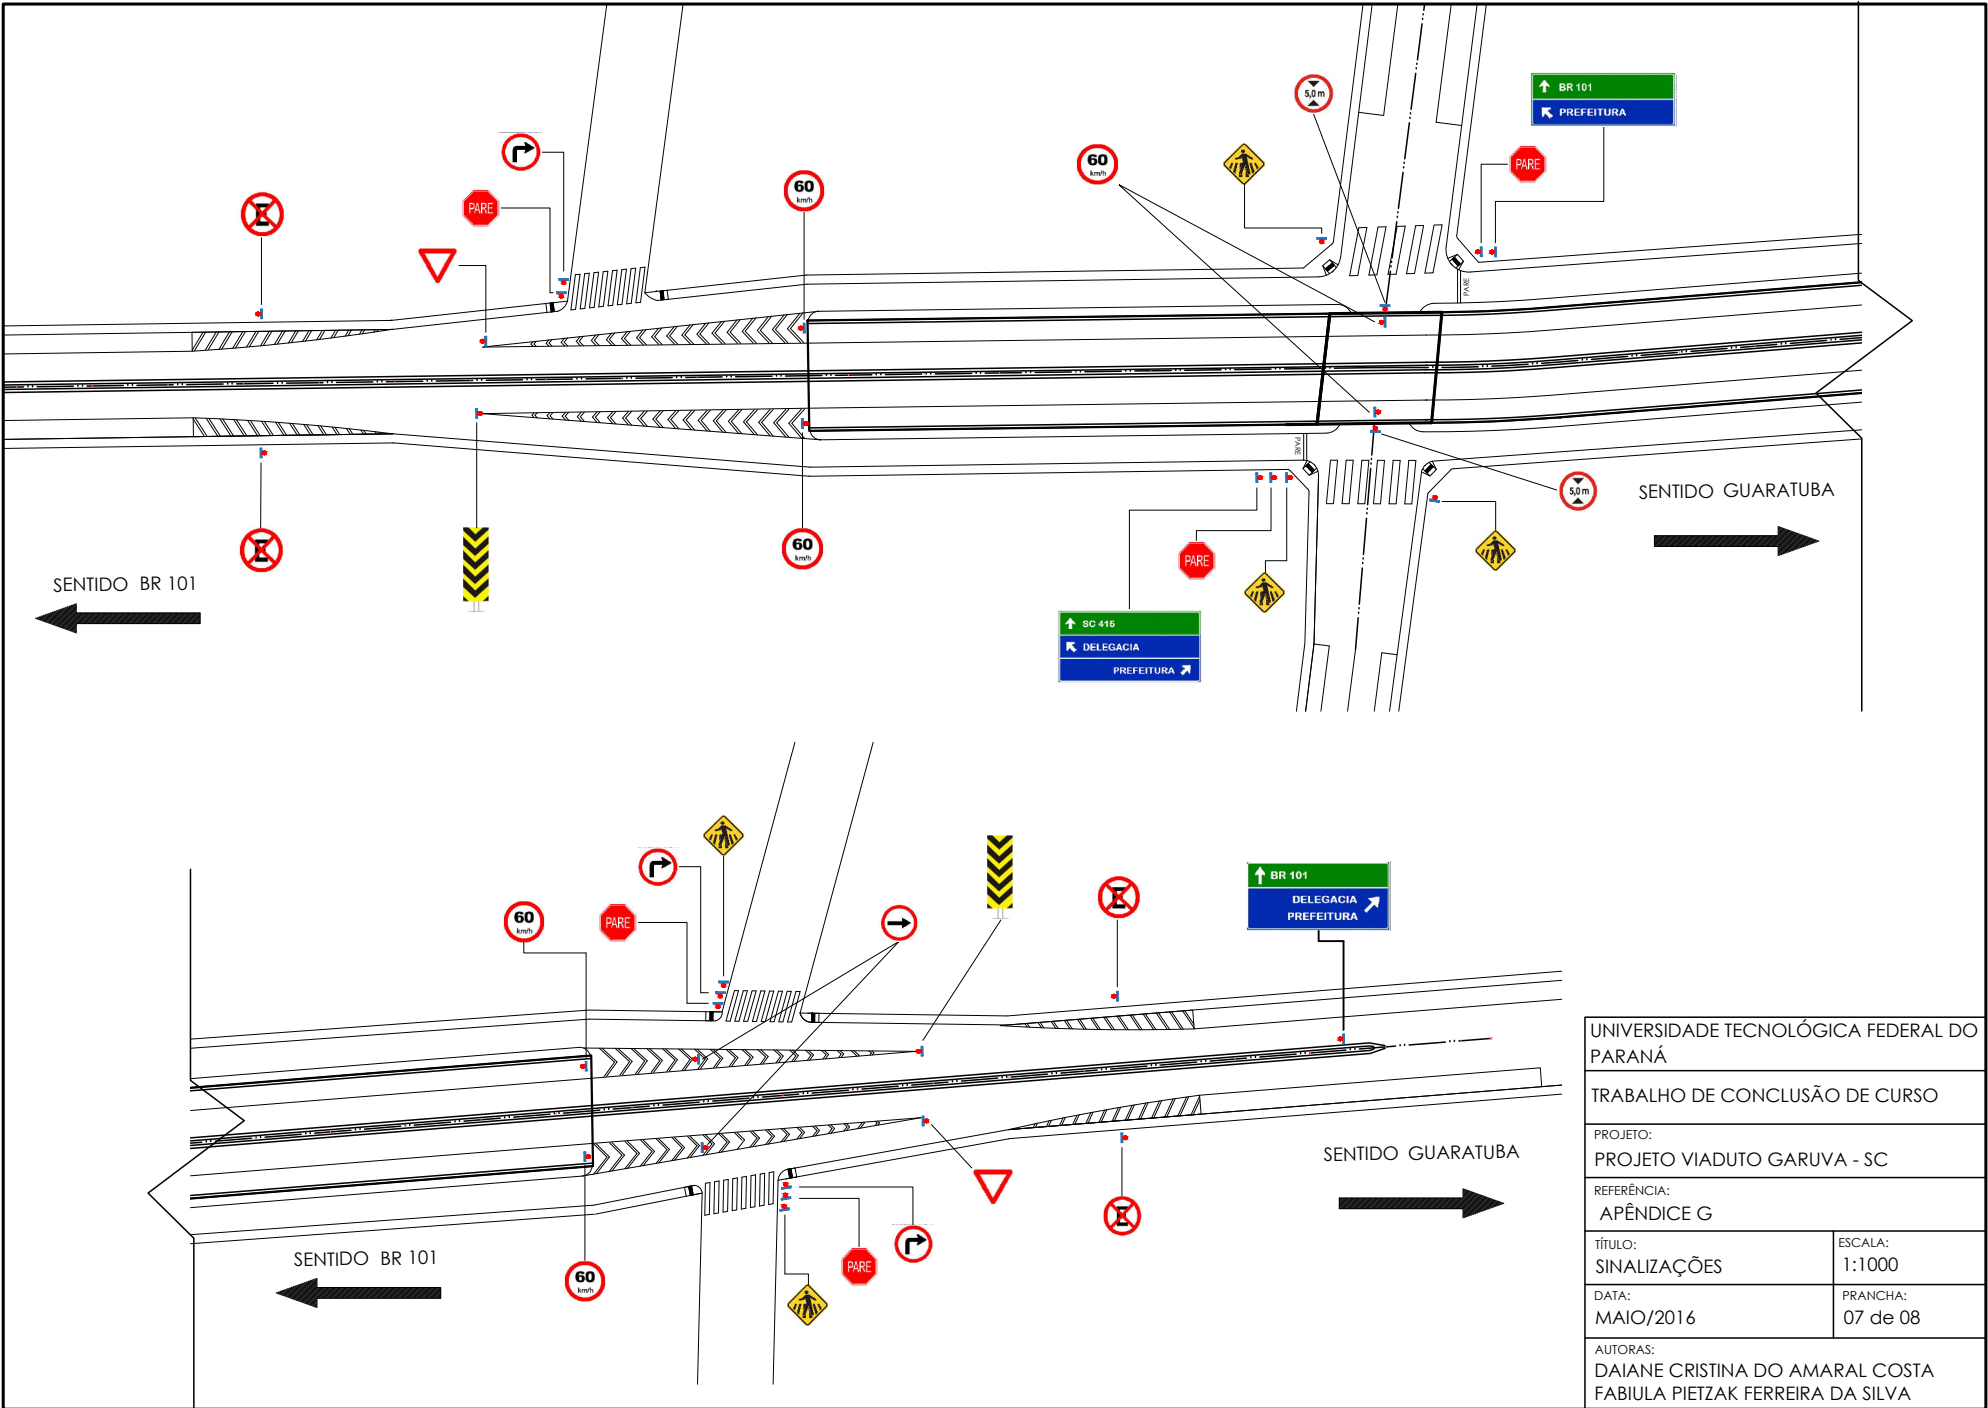 5,0 m
BR 101
PREFEITURA
PARE
60
km/h
60
km/h
PARE
PARE
PARE
5,0 m
SENTIDO GUARATUBA
60
km/h
PARE
SENTIDO BR 101
SC 415
DELEGACIA
PREFEITURA
BR 101
DELEGACIA
PREFEITURA
60
km/h
PARE
SENTIDO GUARATUBA
SENTIDO BR 101
PARE
60
km/h
UNIVERSIDADE TECNOLÓGICA FEDERAL DO
PARANÁ
TRABALHO DE CONCLUSÃO DE CURSO
PROJETO:
PROJETO VIADUTO GARUVA - SC
REFERÊNCIA:
APÊNDICE G
TÍTULO:
SINALIZAÇÕES
ESCALA:
1:1000
DATA:
MAIO/2016
PRANCHA:
07 de 08
AUTORAS:
DAIANE CRISTINA DO AMARAL COSTA
FABIULA PIETZAK FERREIRA DA SILVA